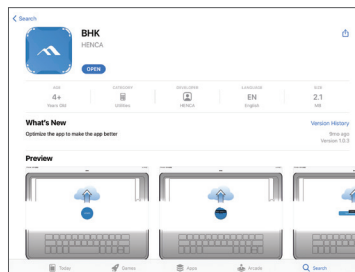 Search
BHK
HENCA
OPEN
AGE
CATEGORY
DEVELOPER
LANGUAGE
SIZE
4+
EN
2.1
Years Old
Utilities
HENCA
English
MB
What's New
Version History
Optimize the app to make the app better
9mo ago
Version 1.0.3
Preview
Today
Games
Apps
Arcade
Search